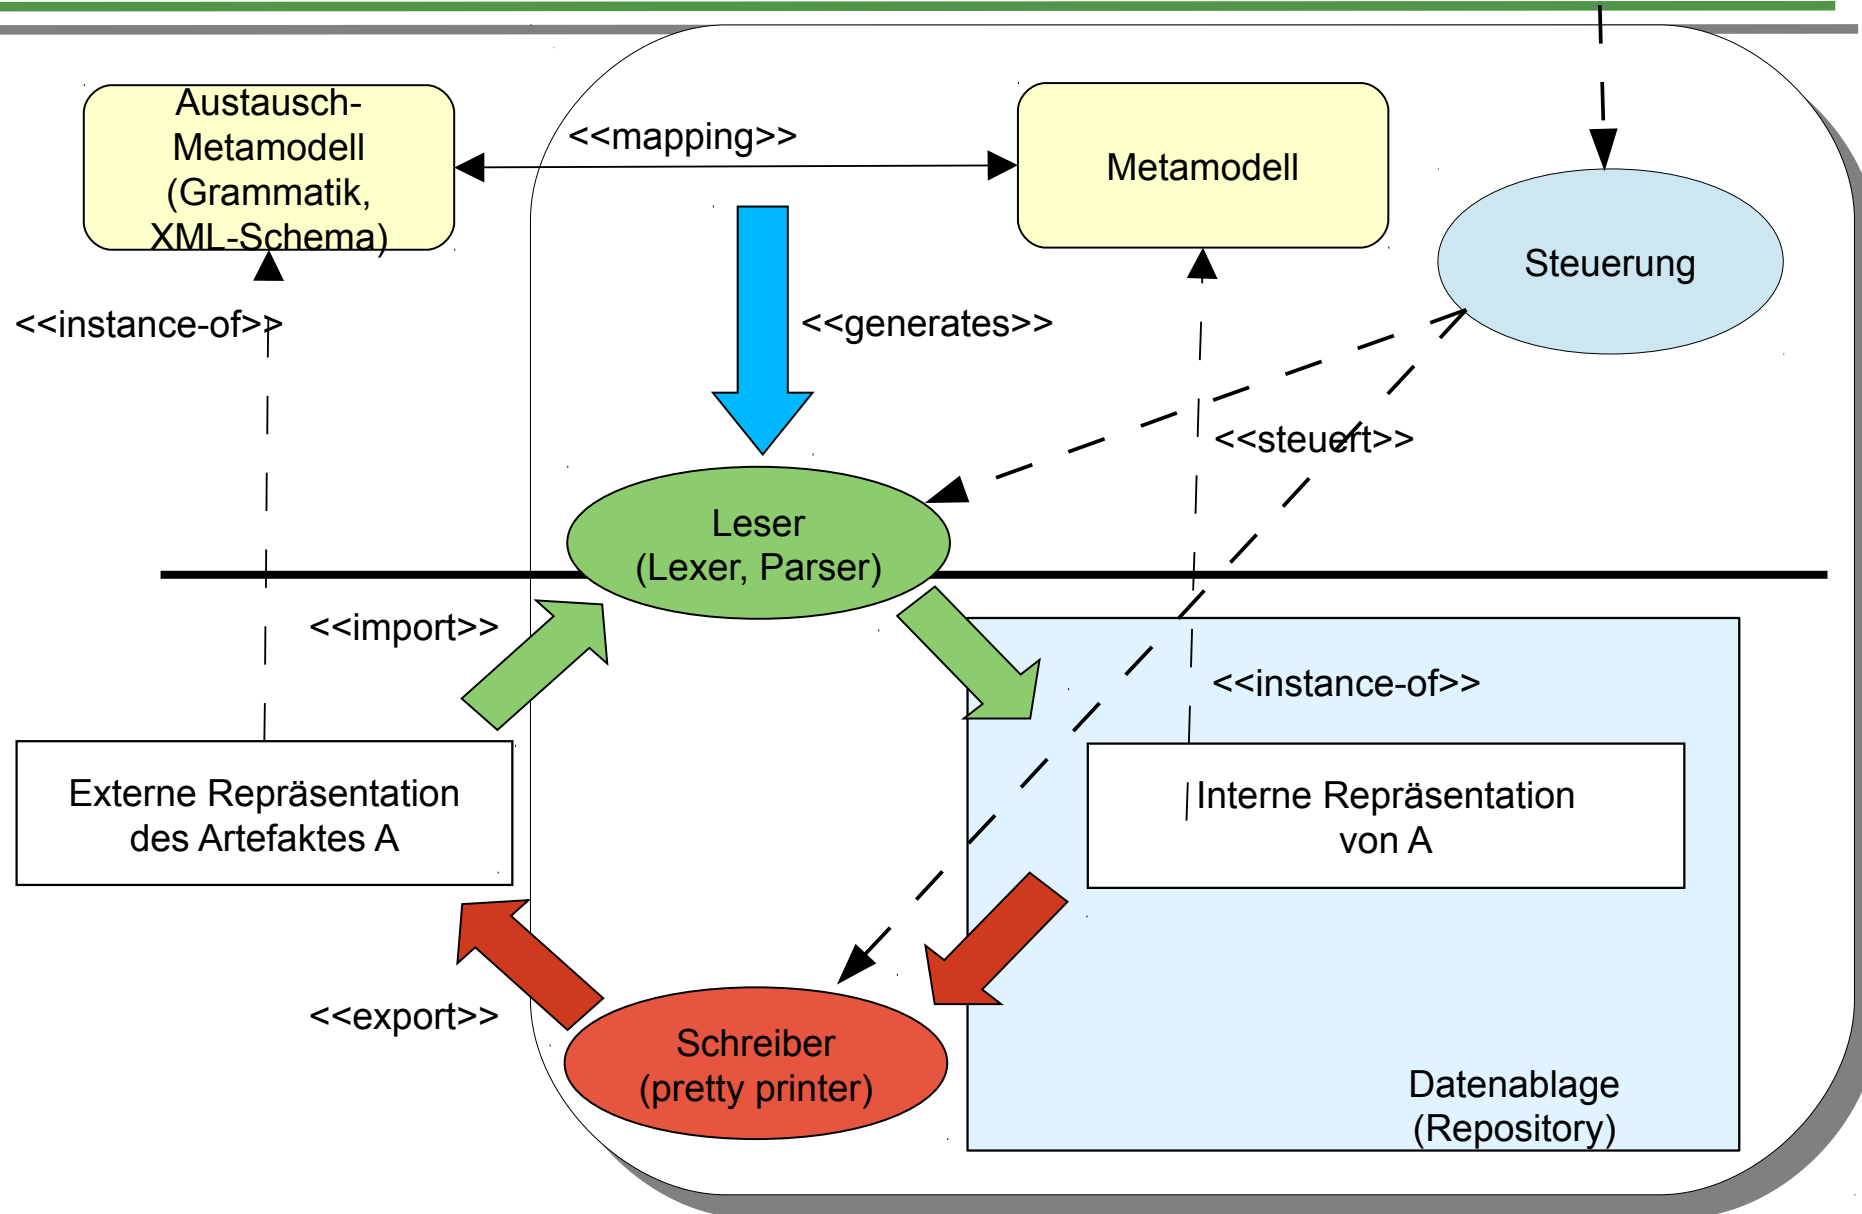 Austausch-
Metamodell
(Grammatik,
XML-Schema)
<<mapping>>
Metamodell
Steuerung
<<instance-of>>
<<generates>>
<<steuert>>
Leser
(Lexer, Parser)
<<import>>
<<instance-of>>
Externe Repräsentation
des Artefaktes A
Interne Repräsentation
von A
<<export>>
Schreiber
(pretty printer)
Datenablage
(Repository)